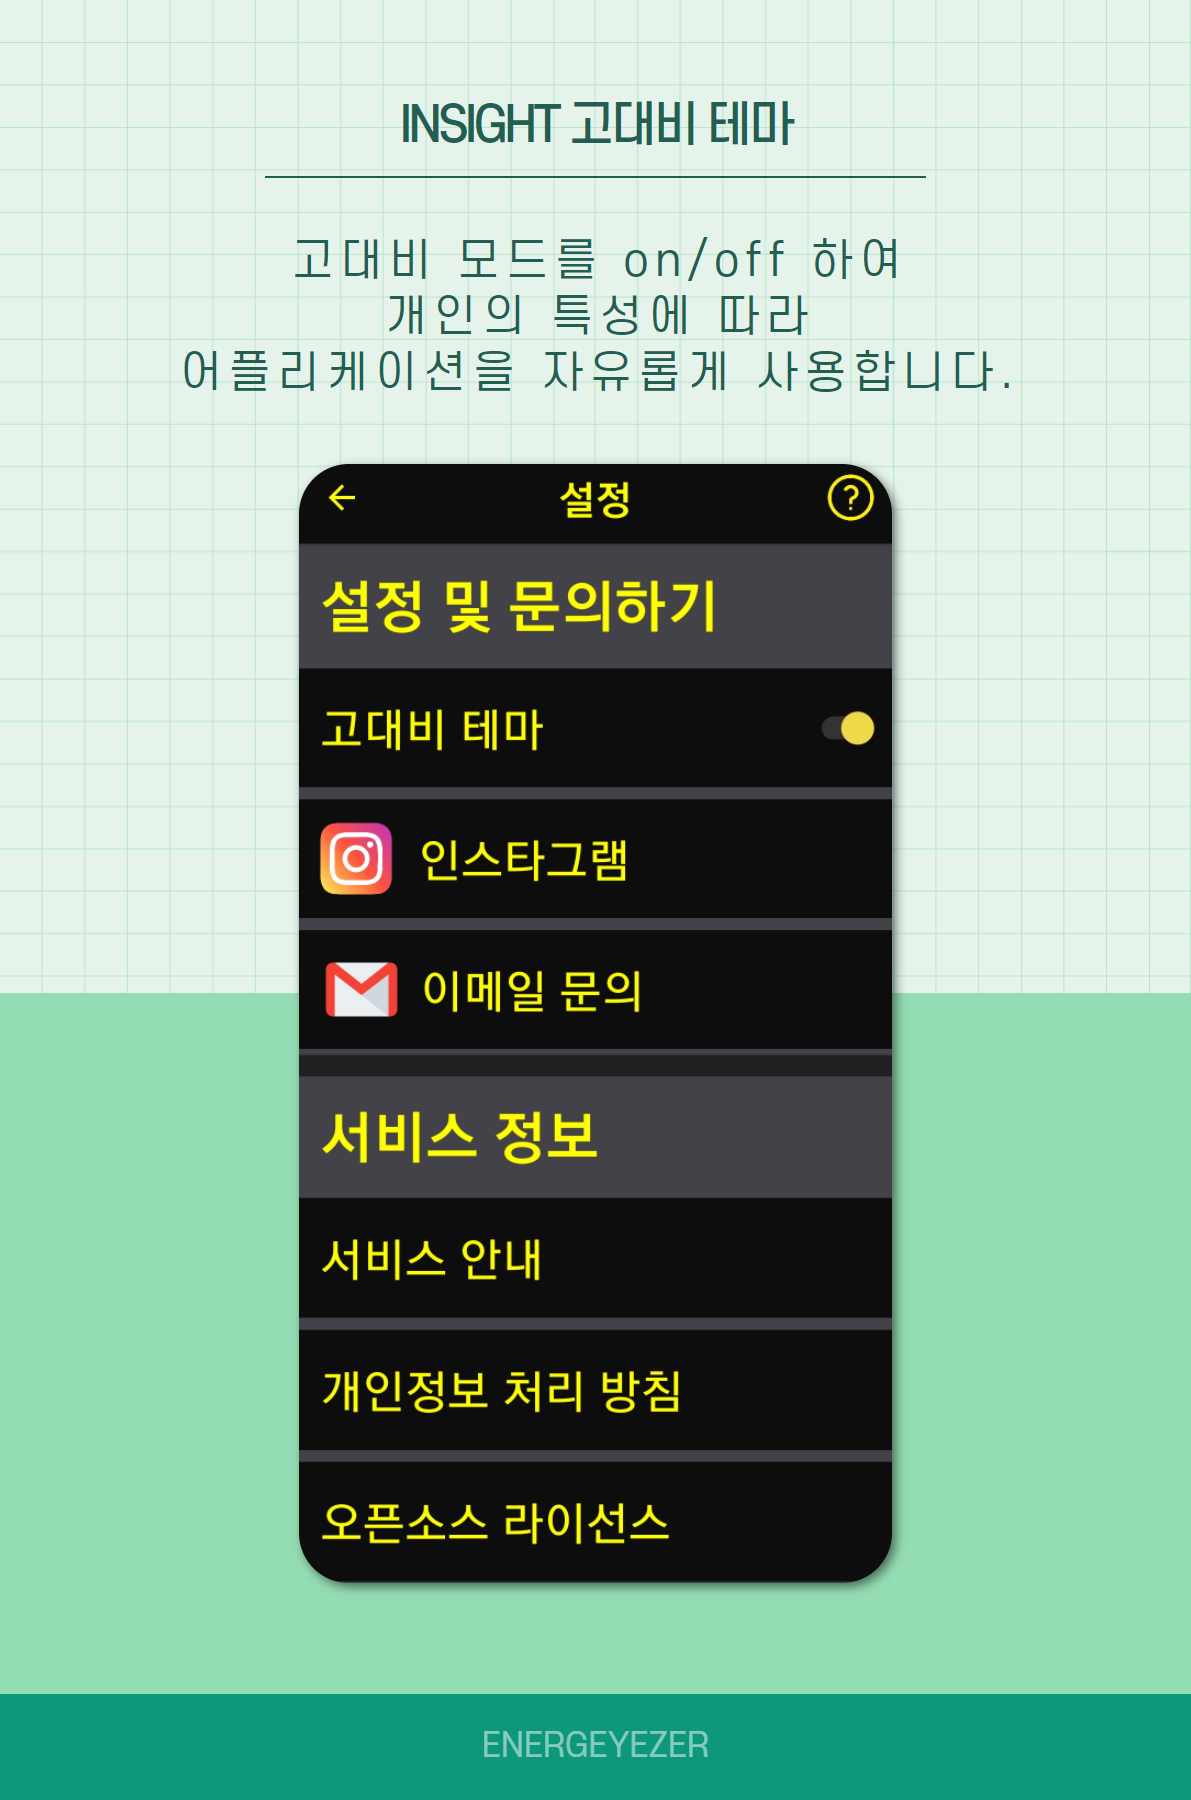 INSIGHT 고대비 테마
고대비 모드를 on/off 하여
개인의 특성에 따라
어플리케이션을 자유롭게 사용합니다.
설정
?
설정 및 문의하기
고대비 테마
인스타그램
이메일 문의
서비스 정보
서비스 안내
개인정보 처리 방침
오픈소스 라이선스
ENERGEYEZER